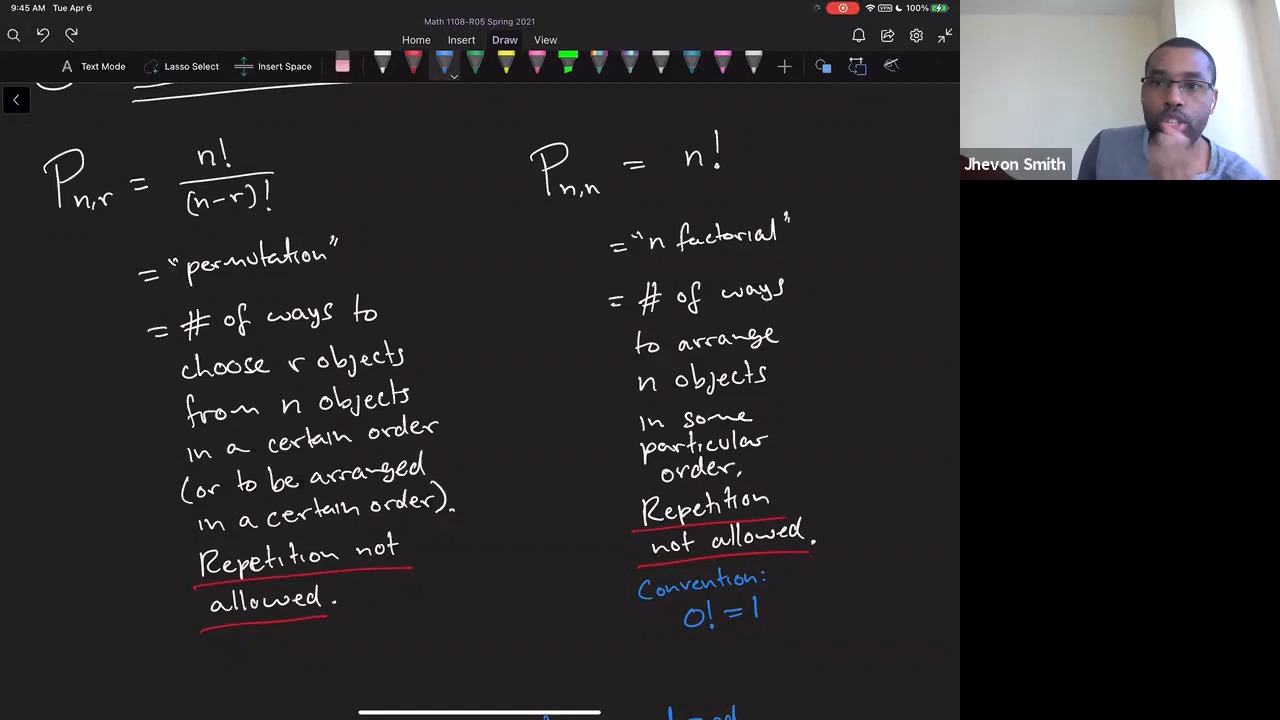 9:45 AM Tue Apr 6
VPN 100%
Math 1108-R05 Spring 2021
Home Insert Draw View
Text Mode Lasso Select Insert Space
P n,r = n! / (n-r)!
= "permutation"
= # of ways to
choose r objects
from n objects
in a certain order
(or to be arranged
in a certain order).
Repetition not
allowed.
P n,n = n!
= "n factorial"
= # of ways
to arrange
n objects
in some
particular
order.
Repetition
not allowed.
Convention:
0! = 1
Jhevon Smith